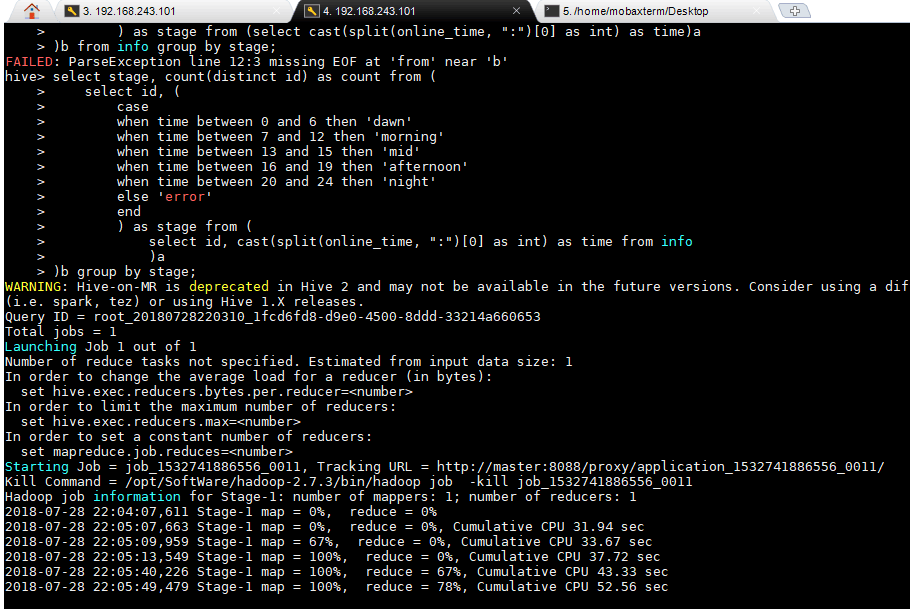 3. 192.168.243.101
4. 192.168.243.101
5. /home/mobaxterm/Desktop
> ) as stage from (select cast(split(online_time, ":")[0] as int) as time)a
> )b from info group by stage;
FAILED: ParseException line 12:3 missing EOF at 'from' near 'b'
hive> select stage, count(distinct id) as count from (
> select id, (
> case
> when time between 0 and 6 then 'dawn'
> when time between 7 and 12 then 'morning'
> when time between 13 and 15 then 'mid'
> when time between 16 and 19 then 'afternoon'
> when time between 20 and 24 then 'night'
> else 'error'
> end
> ) as stage from (
> select id, cast(split(online_time, ":")[0] as int) as time from info
> )a
> )b group by stage;
WARNING: Hive-on-MR is deprecated in Hive 2 and may not be available in the future versions. Consider using a dif
(i.e. spark, tez) or using Hive 1.X releases.
Query ID = root_20180728220310_1fcd6fd8-d9e0-4500-8ddd-33214a660653
Total jobs = 1
Launching Job 1 out of 1
Number of reduce tasks not specified. Estimated from input data size: 1
In order to change the average load for a reducer (in bytes):
set hive.exec.reducers.bytes.per.reducer=<number>
In order to limit the maximum number of reducers:
set hive.exec.reducers.max=<number>
In order to set a constant number of reducers:
set mapreduce.job.reduces=<number>
Starting Job = job_1532741886556_0011, Tracking URL = http://master:8088/proxy/application_1532741886556_0011/
Kill Command = /opt/SoftWare/hadoop-2.7.3/bin/hadoop job  -kill job_1532741886556_0011
Hadoop job information for Stage-1: number of mappers: 1; number of reducers: 1
2018-07-28 22:04:07,611 Stage-1 map = 0%,  reduce = 0%
2018-07-28 22:05:07,663 Stage-1 map = 0%,  reduce = 0%, Cumulative CPU 31.94 sec
2018-07-28 22:05:09,959 Stage-1 map = 67%,  reduce = 0%, Cumulative CPU 33.67 sec
2018-07-28 22:05:13,549 Stage-1 map = 100%,  reduce = 0%, Cumulative CPU 37.72 sec
2018-07-28 22:05:40,226 Stage-1 map = 100%,  reduce = 67%, Cumulative CPU 43.33 sec
2018-07-28 22:05:49,479 Stage-1 map = 100%,  reduce = 78%, Cumulative CPU 52.56 sec